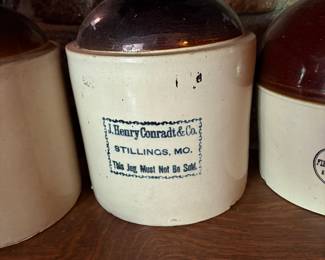 J. Henry Conradt & Co.
STILLINGS, MO.
This Jug Must Not Be Sold.